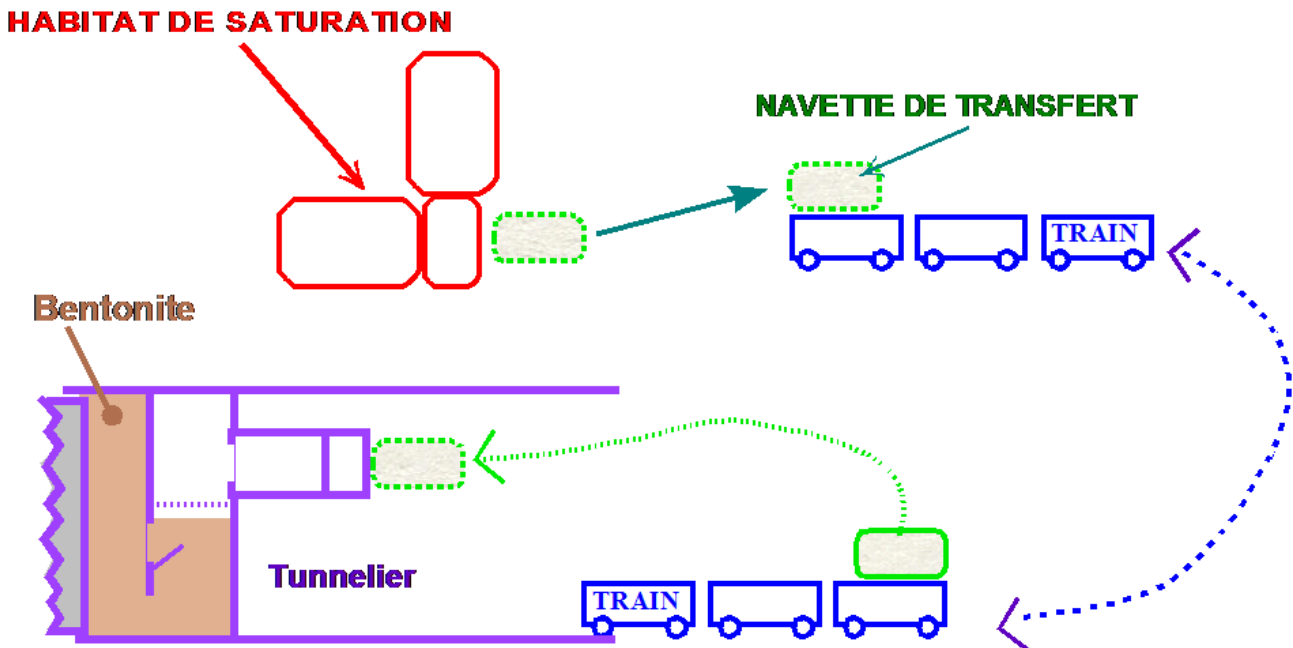 HABITAT DE SATURATION
NAVETTE DE TRANSFERT
TRAIN
Bentonite
Tunnelier
TRAIN